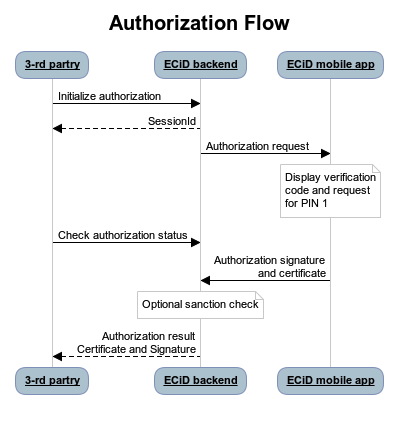 Authorization Flow
3-rd partry
ECiD backend
ECiD mobile app
Initialize authorization
SessionId
Authorization request
Display verification
code and request
for PIN 1
Check authorization status
Authorization signature
and certificate
Optional sanction check
Authorization result
Certificate and Signature
3-rd partry
ECiD backend
ECiD mobile app